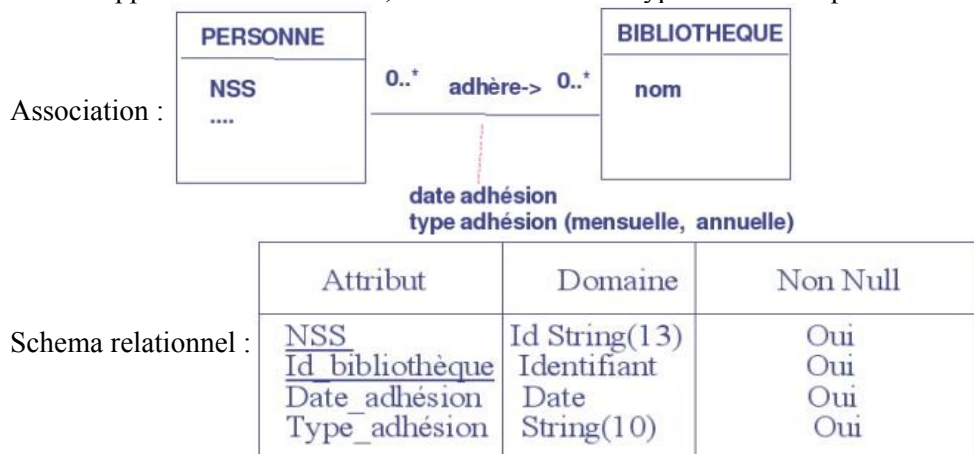 PERSONNE
BIBLIOTHEQUE
NSS
....
0..*
adhère->
0..*
nom
Association :
date adhésion
type adhésion (mensuelle, annuelle)
Attribut Domaine Non Null
Schema relationnel :
NSS Id String(13) Oui
Id_bibliothèque Identifiant Oui
Date_adhésion Date Oui
Type_adhésion String(10) Oui